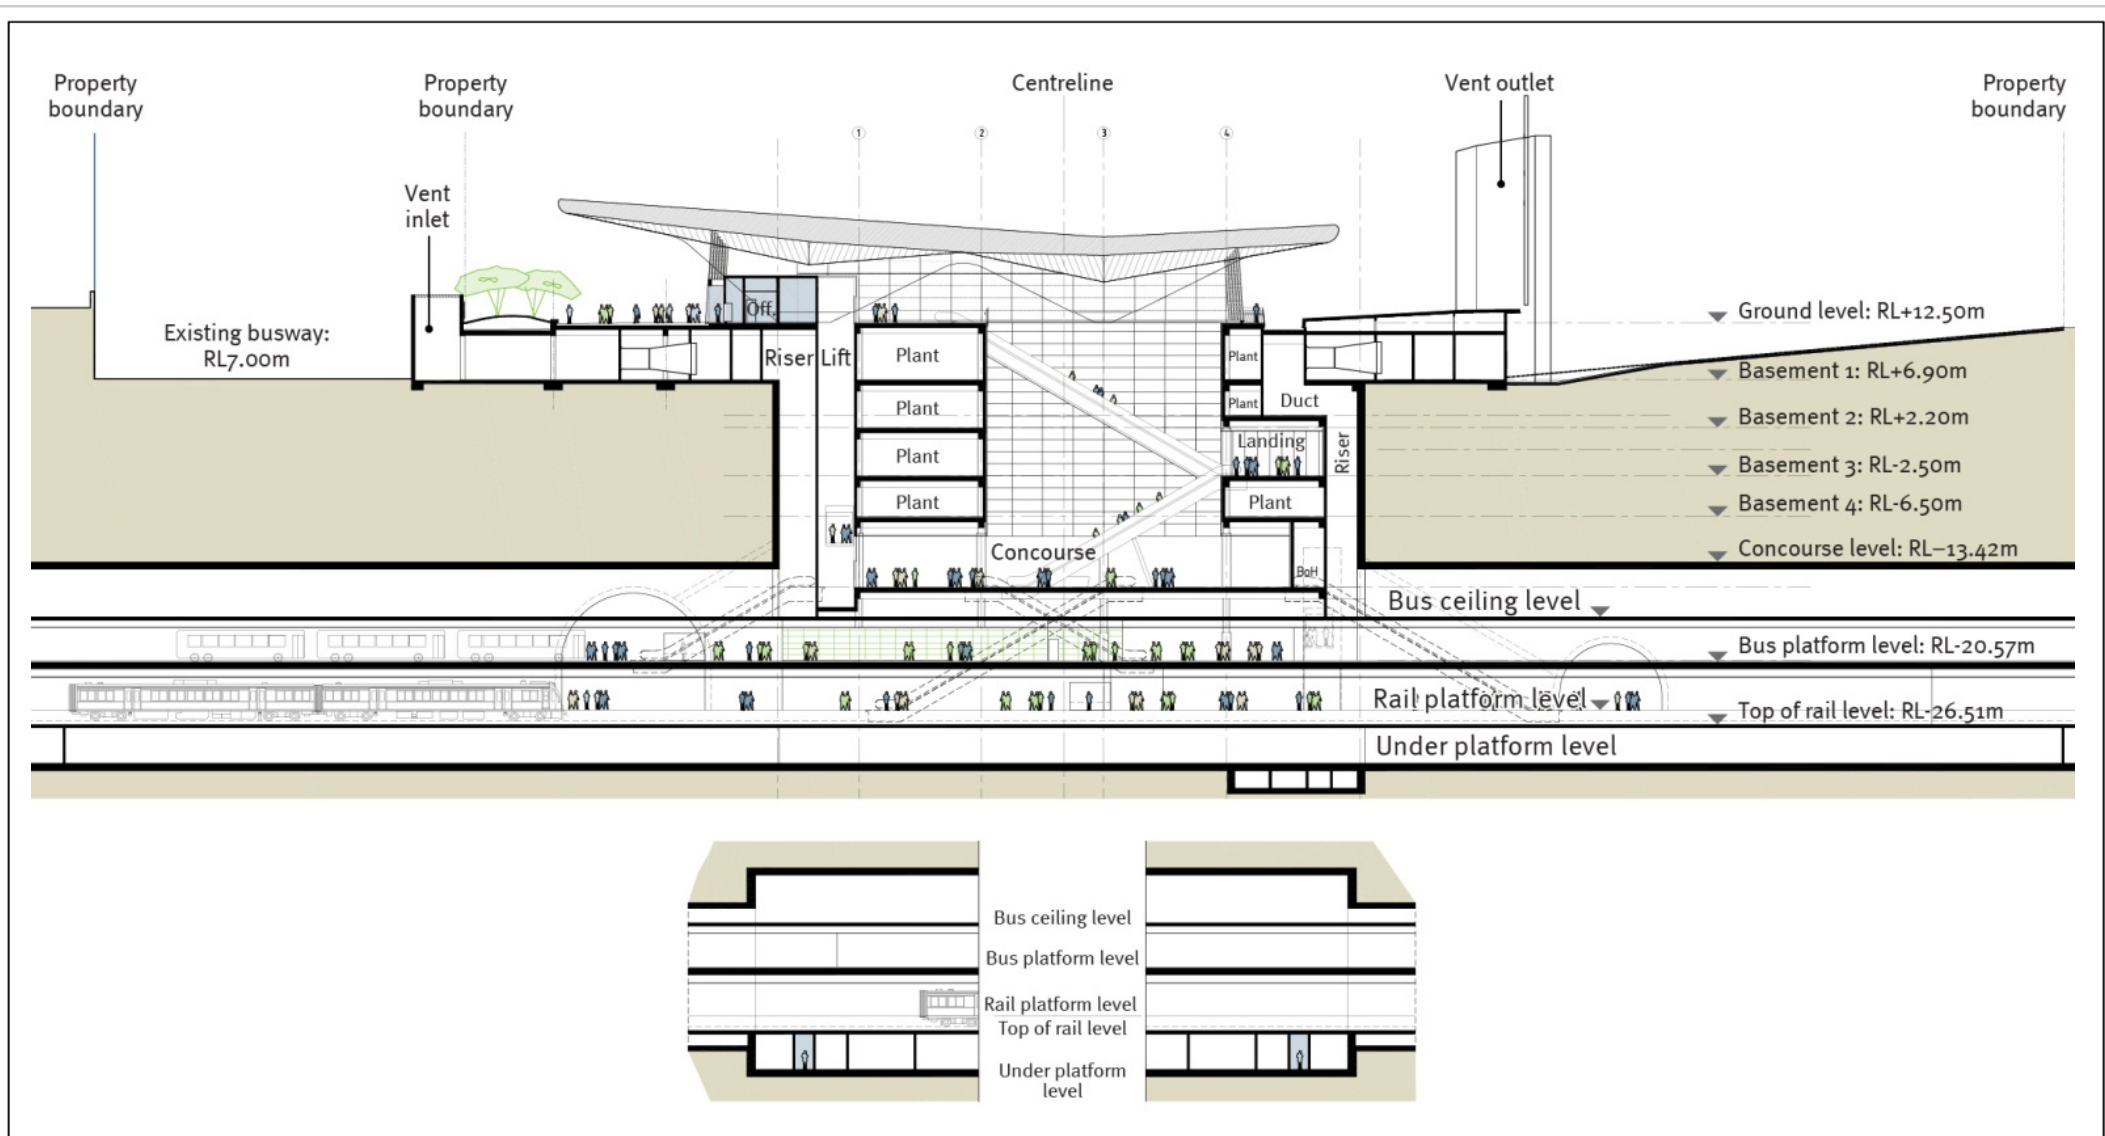 Property
boundary
Property
boundary
Centreline
Vent outlet
Property
boundary
1
2
3
4
Vent
inlet
Existing busway:
RL7.00m
Off.
Riser
Lift
Plant
Plant
Plant
Plant
Plant
Plant
Duct
Landing
Riser
Plant
Concourse
BoH
Ground level: RL+12.50m
Basement 1: RL+6.90m
Basement 2: RL+2.20m
Basement 3: RL-2.50m
Basement 4: RL-6.50m
Concourse level: RL–13.42m
Bus ceiling level
Bus platform level: RL-20.57m
Rail platform level
Top of rail level: RL-26.51m
Under platform level
Bus ceiling level
Bus platform level
Rail platform level
Top of rail level
Under platform
level